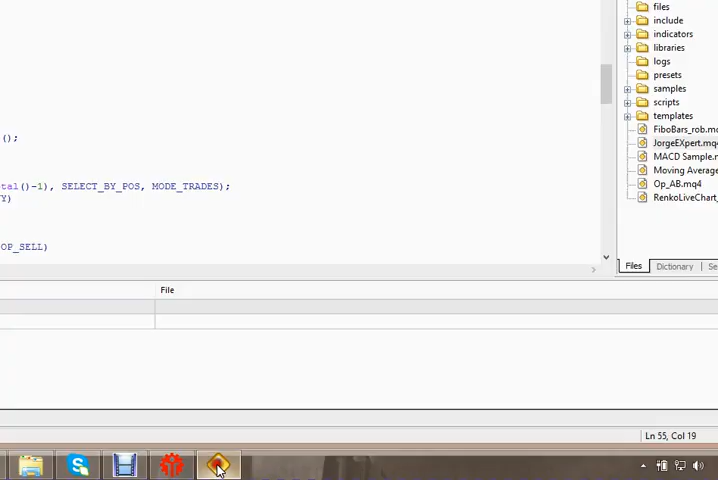 files
include
indicators
libraries
logs
presets
samples
scripts
templates
FiboBars_rob.mq
JorgeEXpert.mq4
MACD Sample.m
Moving Average
Op_AB.mq4
RenkoLiveChart_
();
tal()-1), SELECT_BY_POS, MODE_TRADES);
Y)
OP_SELL)
Files Dictionary Se
File
Ln 55, Col 19